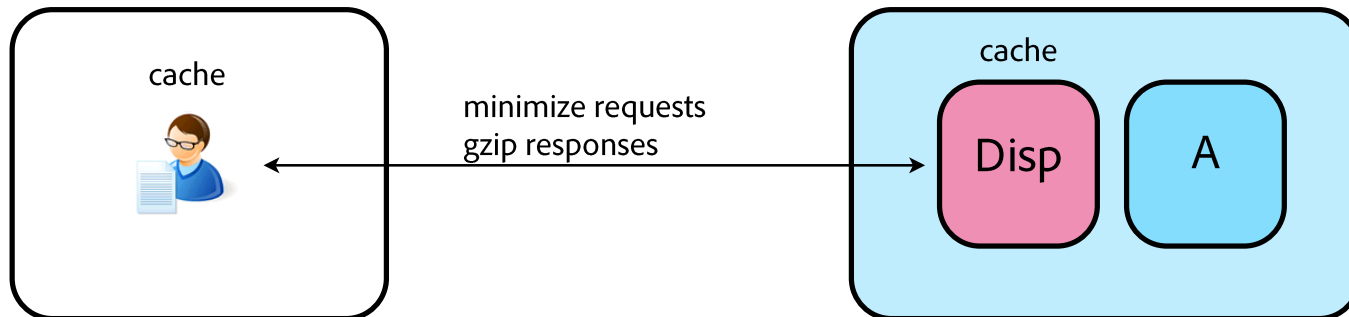 cache
minimize requests
gzip responses
cache
Disp
A